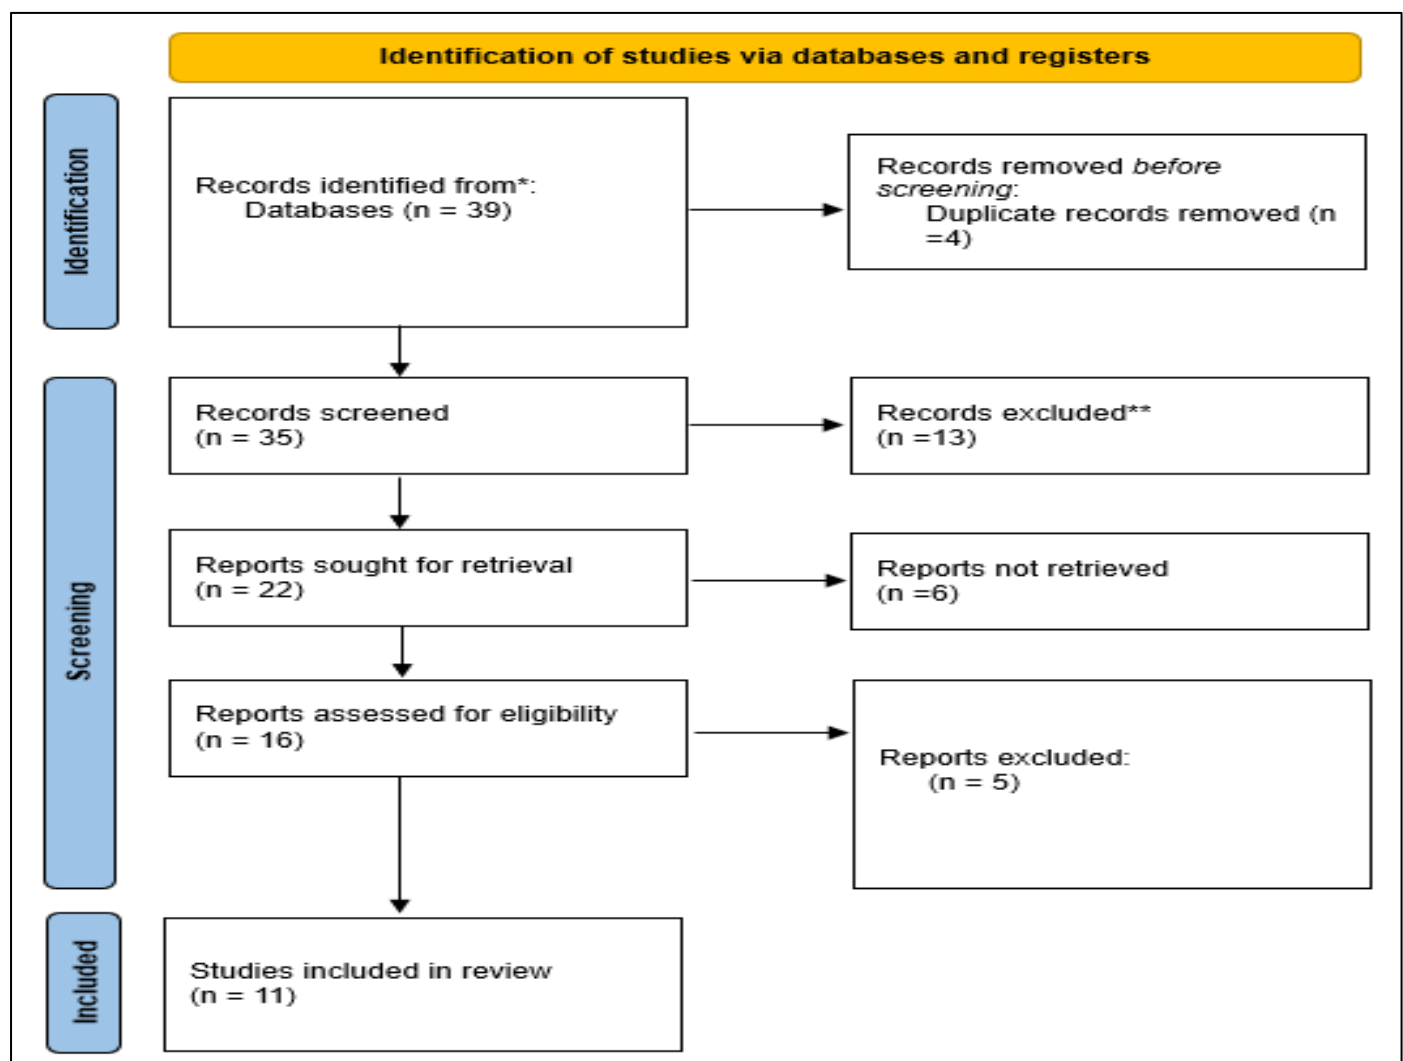 Identification of studies via databases and registers
Identification
Records identified from*:
Databases (n = 39)
Records removed before
screening:
Duplicate records removed (n
=4)
Screening
Records screened
(n = 35)
Records excluded**
(n =13)
Reports sought for retrieval
(n = 22)
Reports not retrieved
(n =6)
Reports assessed for eligibility
(n = 16)
Reports excluded:
(n = 5)
Included
Studies included in review
(n = 11)